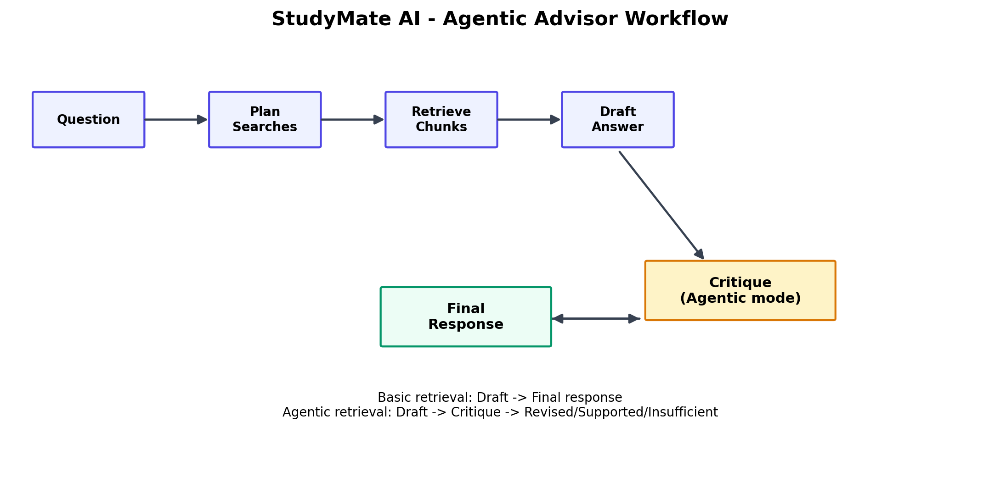 StudyMate AI - Agentic Advisor Workflow
Question
Plan
Searches
Retrieve
Chunks
Draft
Answer
Critique
(Agentic mode)
Final
Response
Basic retrieval: Draft -> Final response
Agentic retrieval: Draft -> Critique -> Revised/Supported/Insufficient